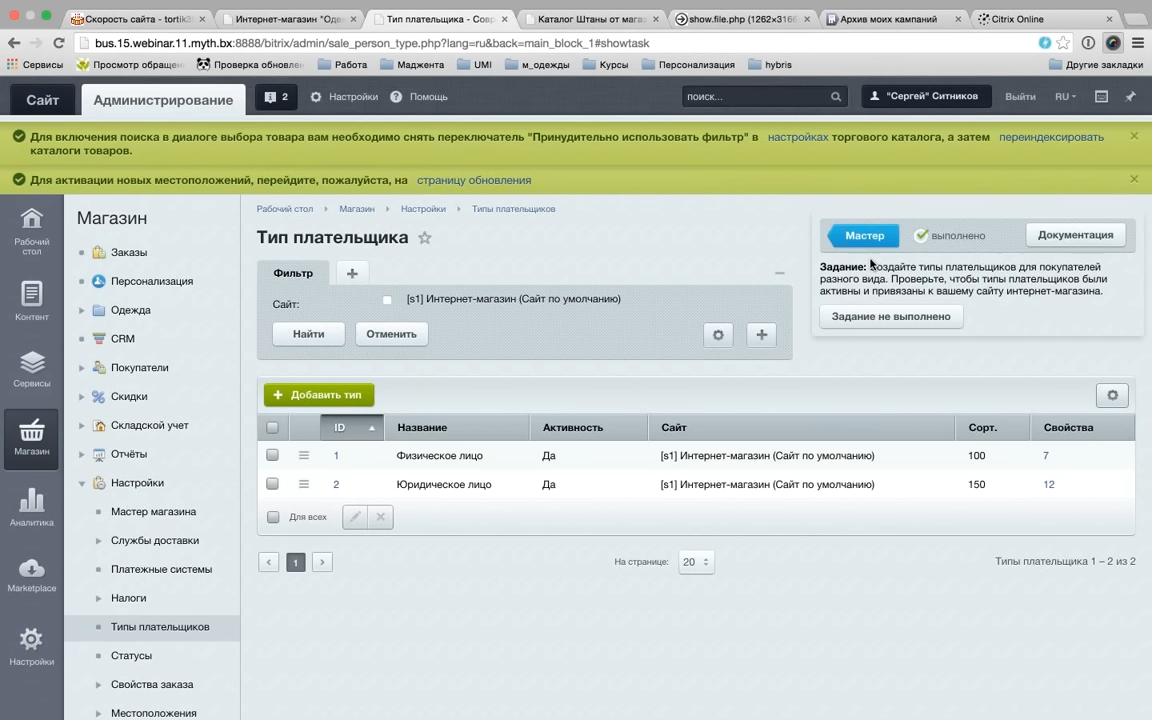 Скорость сайта - tortik3
Интернет-магазин "Оде
Тип плательщика - Совр
Каталог Штаны от магаз
show.file.php (1262×3166
Архив моих кампаний
Citrix Online
bus.15.webinar.11.myth.bx:8888/bitrix/admin/sale_person_type.php?lang=ru&back=main_block_1#showtask
Сервисы
Просмотр обращен
Проверка обновлен
Работа
Маджента
UMI
м_одежды
Курсы
Персонализация
hybris
Другие закладки
Сайт
Администрирование
2
Настройки
Помощь
поиск...
"Сергей" Ситников
Выйти
RU
Для включения поиска в диалоге выбора товара вам необходимо снять переключатель "Принудительно использовать фильтр" в настройках торгового каталога, а затем переиндексировать
каталоги товаров.
Для активации новых местоположений, перейдите, пожалуйста, на страницу обновления
Рабочий
стол
Контент
Сервисы
Магазин
Аналитика
Marketplace
Настройки
Магазин
Заказы
Персонализация
Одежда
CRM
Покупатели
Скидки
Складской учет
Отчёты
Настройки
Мастер магазина
Службы доставки
Платежные системы
Налоги
Типы плательщиков
Статусы
Свойства заказа
Местоположения
Рабочий стол
Магазин
Настройки
Типы плательщиков
Тип плательщика
Фильтр
Сайт:
[s1] Интернет-магазин (Сайт по умолчанию)
Найти
Отменить
Мастер
выполнено
Документация
Задание: Создайте типы плательщиков для покупателей
разного вида. Проверьте, чтобы типы плательщиков были
активны и привязаны к вашему сайту интернет-магазина.
Задание не выполнено
+ Добавить тип
ID
Название
Активность
Сайт
Сорт.
Свойства
1
Физическое лицо
Да
[s1] Интернет-магазин (Сайт по умолчанию)
100
7
2
Юридическое лицо
Да
[s1] Интернет-магазин (Сайт по умолчанию)
150
12
Для всех
1
На странице:
20
Типы плательщика 1 – 2 из 2